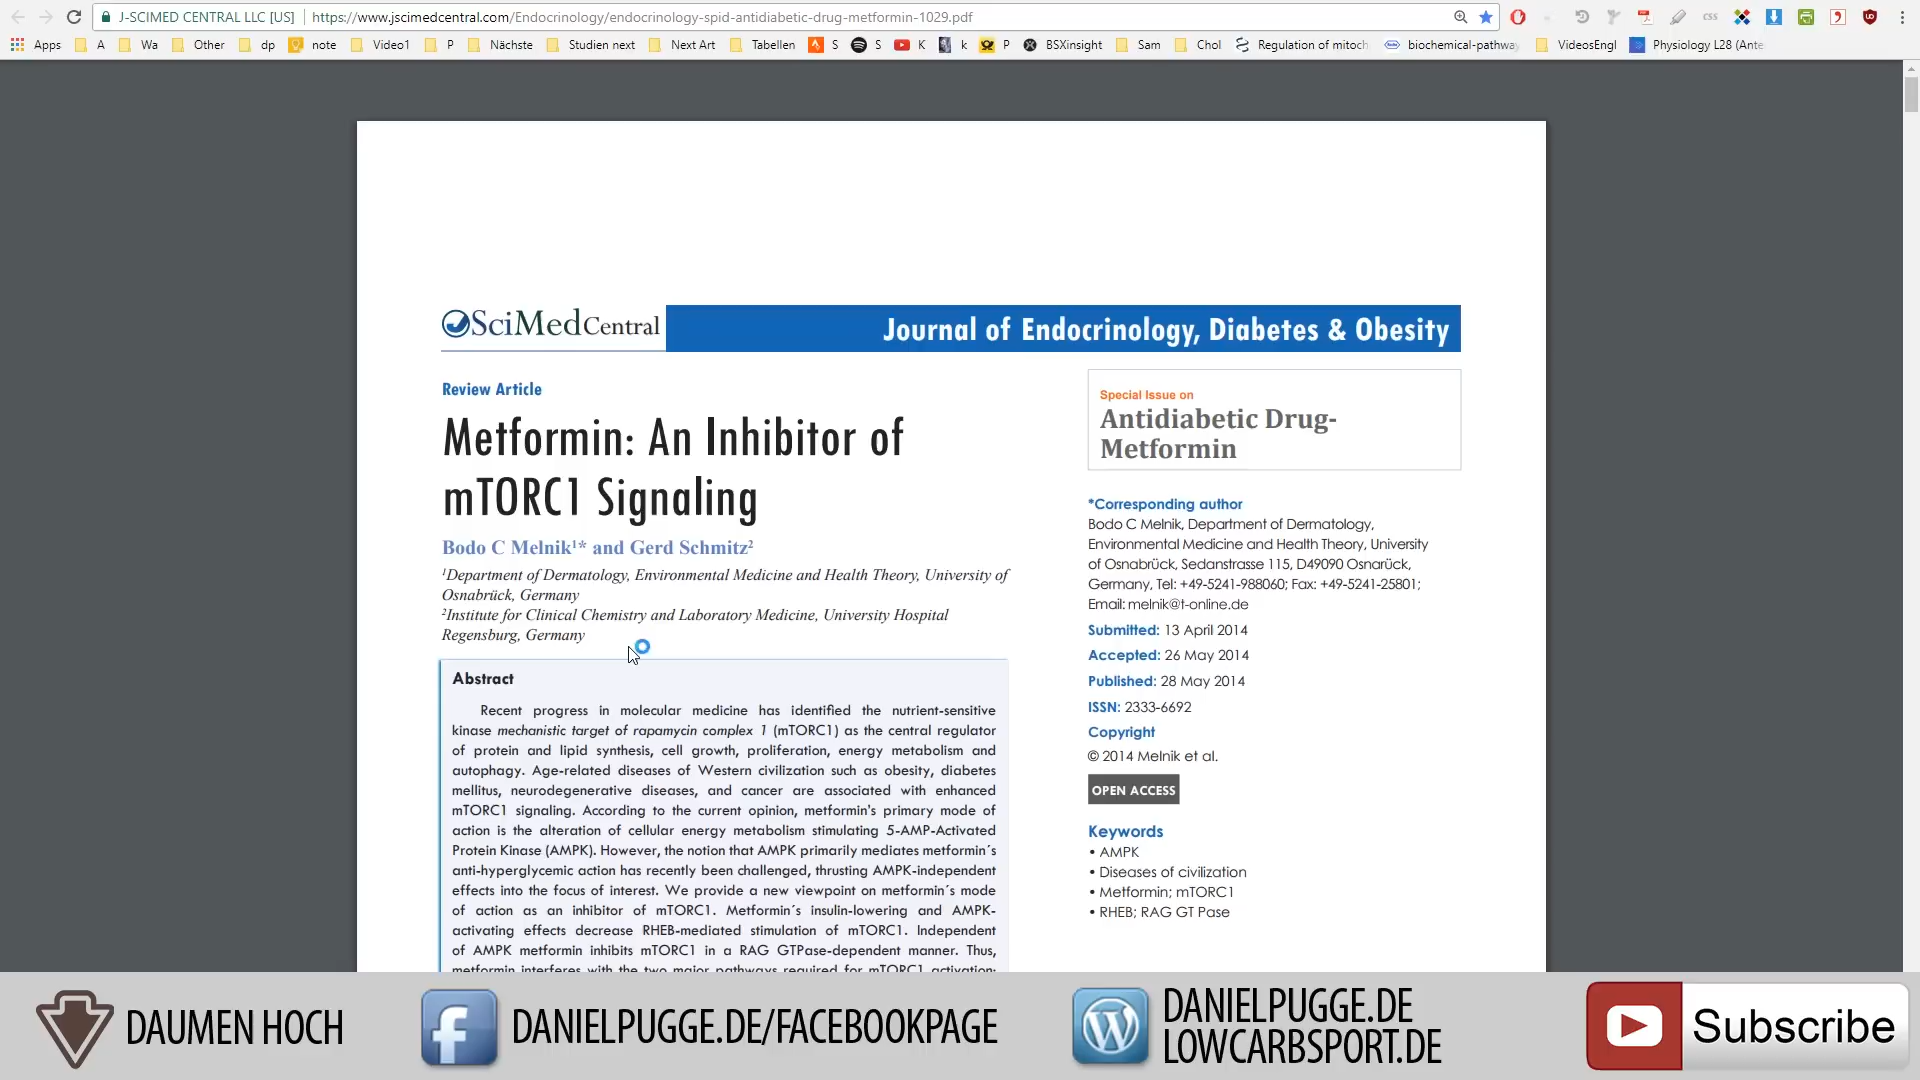 J-SCIMED CENTRAL LLC [US] https://www.jscimedcentral.com/Endocrinology/endocrinology-spid-antidiabetic-drug-metformin-1029.pdf
Apps A Wa Other dp note Video1 P Nächste Studien next Next Art Tabellen S S K k P BSXinsight Sam Chol Regulation of mitoch biochemical-pathway VideosEngl Physiology L28 (Ante
SciMedCentral
Journal of Endocrinology, Diabetes & Obesity
Review Article
Metformin: An Inhibitor of
mTORC1 Signaling
Bodo C Melnik¹* and Gerd Schmitz²
¹Department of Dermatology, Environmental Medicine and Health Theory, University of
Osnabrück, Germany
²Institute for Clinical Chemistry and Laboratory Medicine, University Hospital
Regensburg, Germany
Abstract
Recent progress in molecular medicine has identified the nutrient-sensitive
kinase mechanistic target of rapamycin complex 1 (mTORC1) as the central regulator
of protein and lipid synthesis, cell growth, proliferation, energy metabolism and
autophagy. Age-related diseases of Western civilization such as obesity, diabetes
mellitus, neurodegenerative diseases, and cancer are associated with enhanced
mTORC1 signaling. According to the current opinion, metformin's primary mode of
action is the alteration of cellular energy metabolism stimulating 5-AMP-Activated
Protein Kinase (AMPK). However, the notion that AMPK primarily mediates metformin´s
anti-hyperglycemic action has recently been challenged, thrusting AMPK-independent
effects into the focus of interest. We provide a new viewpoint on metformin´s mode
of action as an inhibitor of mTORC1. Metformin´s insulin-lowering and AMPK-
activating effects decrease RHEB-mediated stimulation of mTORC1. Independent
of AMPK metformin inhibits mTORC1 in a RAG GTPase-dependent manner. Thus,
metformin interferes with the two major pathways required for mTORC1 activation:
Special Issue on
Antidiabetic Drug-
Metformin
*Corresponding author
Bodo C Melnik, Department of Dermatology,
Environmental Medicine and Health Theory, University
of Osnabrück, Sedanstrasse 115, D49090 Osnarück,
Germany, Tel: +49-5241-988060; Fax: +49-5241-25801;
Email: melnik@t-online.de
Submitted: 13 April 2014
Accepted: 26 May 2014
Published: 28 May 2014
ISSN: 2333-6692
Copyright
© 2014 Melnik et al.
OPEN ACCESS
Keywords
• AMPK
• Diseases of civilization
• Metformin; mTORC1
• RHEB; RAG GT Pase
DAUMEN HOCH
DANIELPUGGE.DE/FACEBOOKPAGE
DANIELPUGGE.DE
LOWCARBSPORT.DE
Subscribe